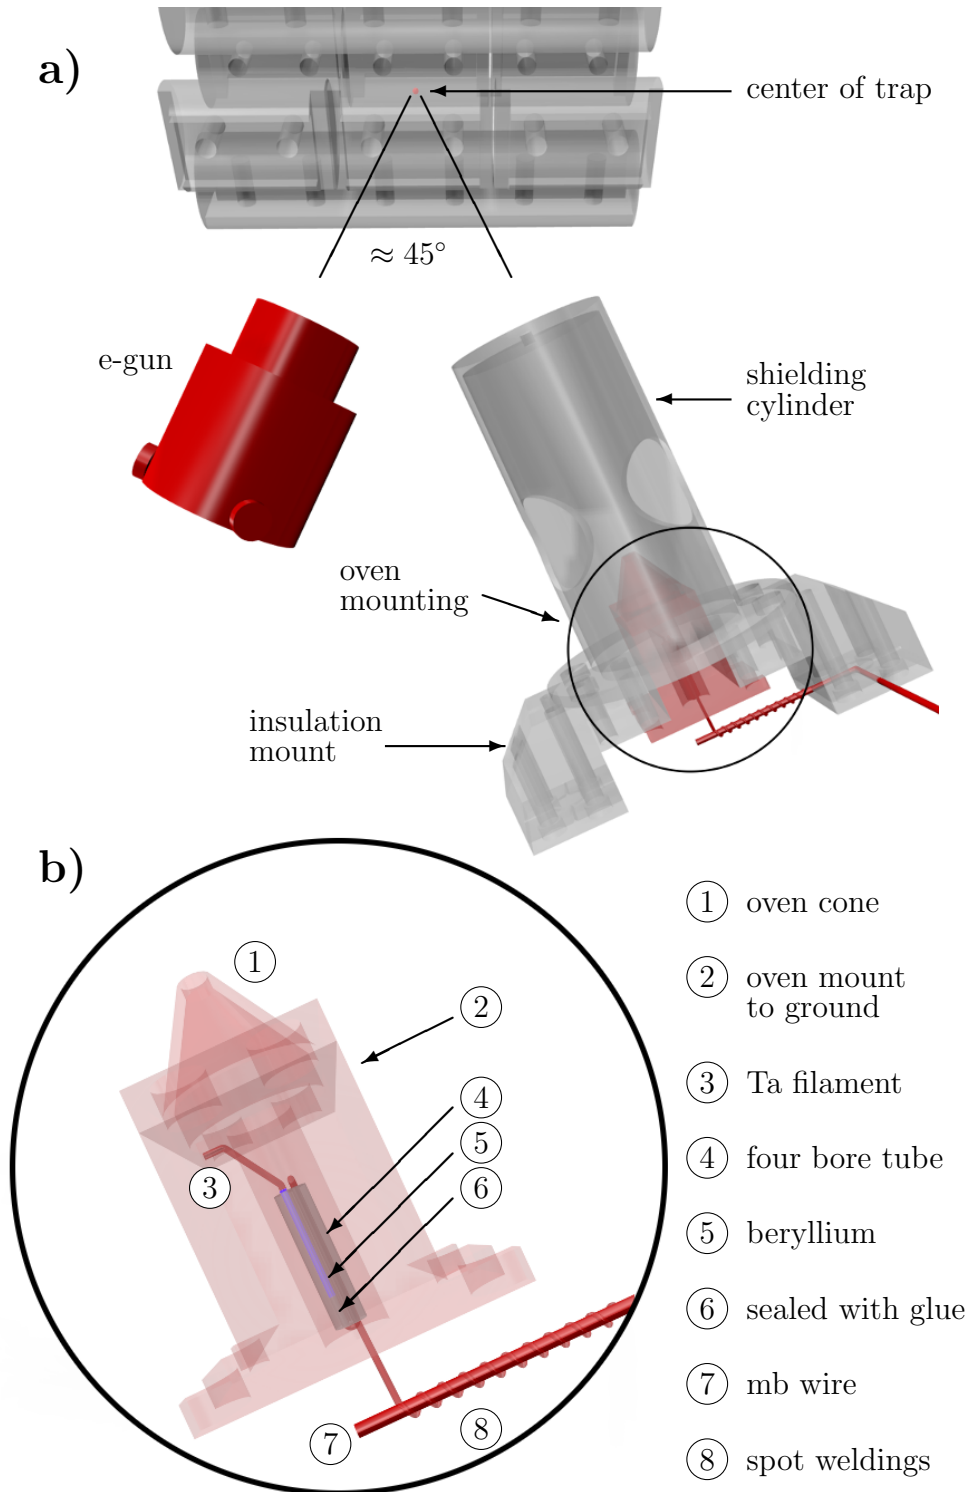 a)
center of trap
≈ 45°
e-gun
shielding
cylinder
oven
mounting
insulation
mount
b)
1
2
4
5
6
3
7
8
1 oven cone
2 oven mount
to ground
3 Ta filament
4 four bore tube
5 beryllium
6 sealed with glue
7 mb wire
8 spot weldings